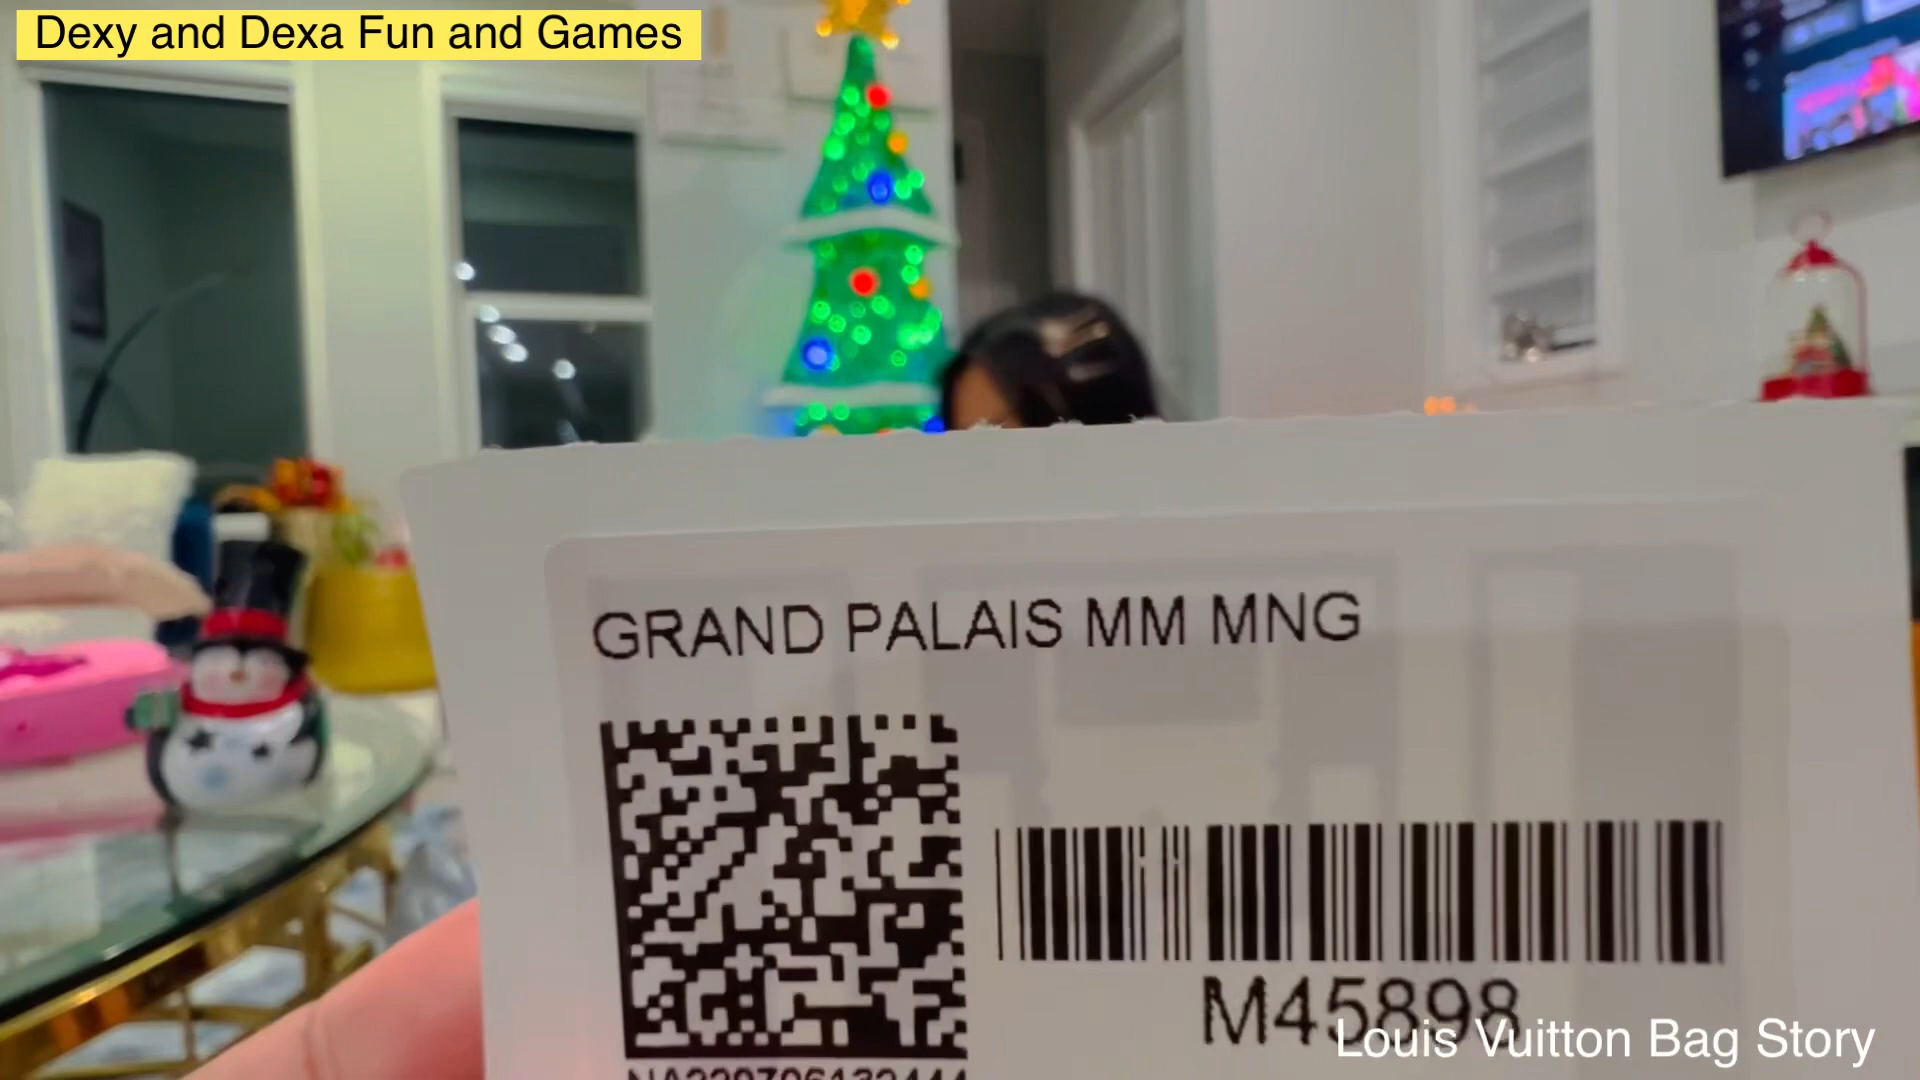 Dexy and Dexa Fun and Games
GRAND PALAIS MM MNG
M45898
Louis Vuitton Bag Story